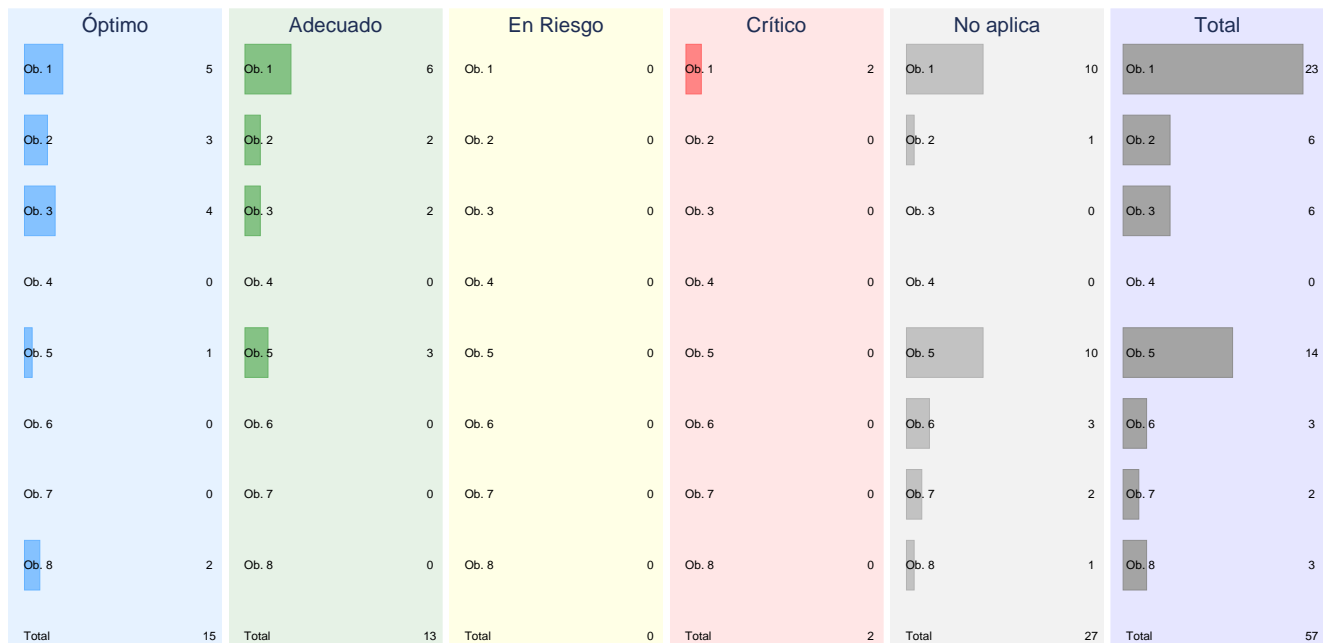 Óptimo Adecuado En Riesgo Crítico No aplica Total
Ob. 1 5 Ob. 1 6 Ob. 1 0 Ob. 1 2 Ob. 1 10 Ob. 1 23
Ob. 2 3 Ob. 2 2 Ob. 2 0 Ob. 2 0 Ob. 2 1 Ob. 2 6
Ob. 3 4 Ob. 3 2 Ob. 3 0 Ob. 3 0 Ob. 3 0 Ob. 3 6
Ob. 4 0 Ob. 4 0 Ob. 4 0 Ob. 4 0 Ob. 4 0 Ob. 4 0
Ob. 5 1 Ob. 5 3 Ob. 5 0 Ob. 5 0 Ob. 5 10 Ob. 5 14
Ob. 6 0 Ob. 6 0 Ob. 6 0 Ob. 6 0 Ob. 6 3 Ob. 6 3
Ob. 7 0 Ob. 7 0 Ob. 7 0 Ob. 7 0 Ob. 7 2 Ob. 7 2
Ob. 8 2 Ob. 8 0 Ob. 8 0 Ob. 8 0 Ob. 8 1 Ob. 8 3
Total 15 Total 13 Total 0 Total 2 Total 27 Total 57